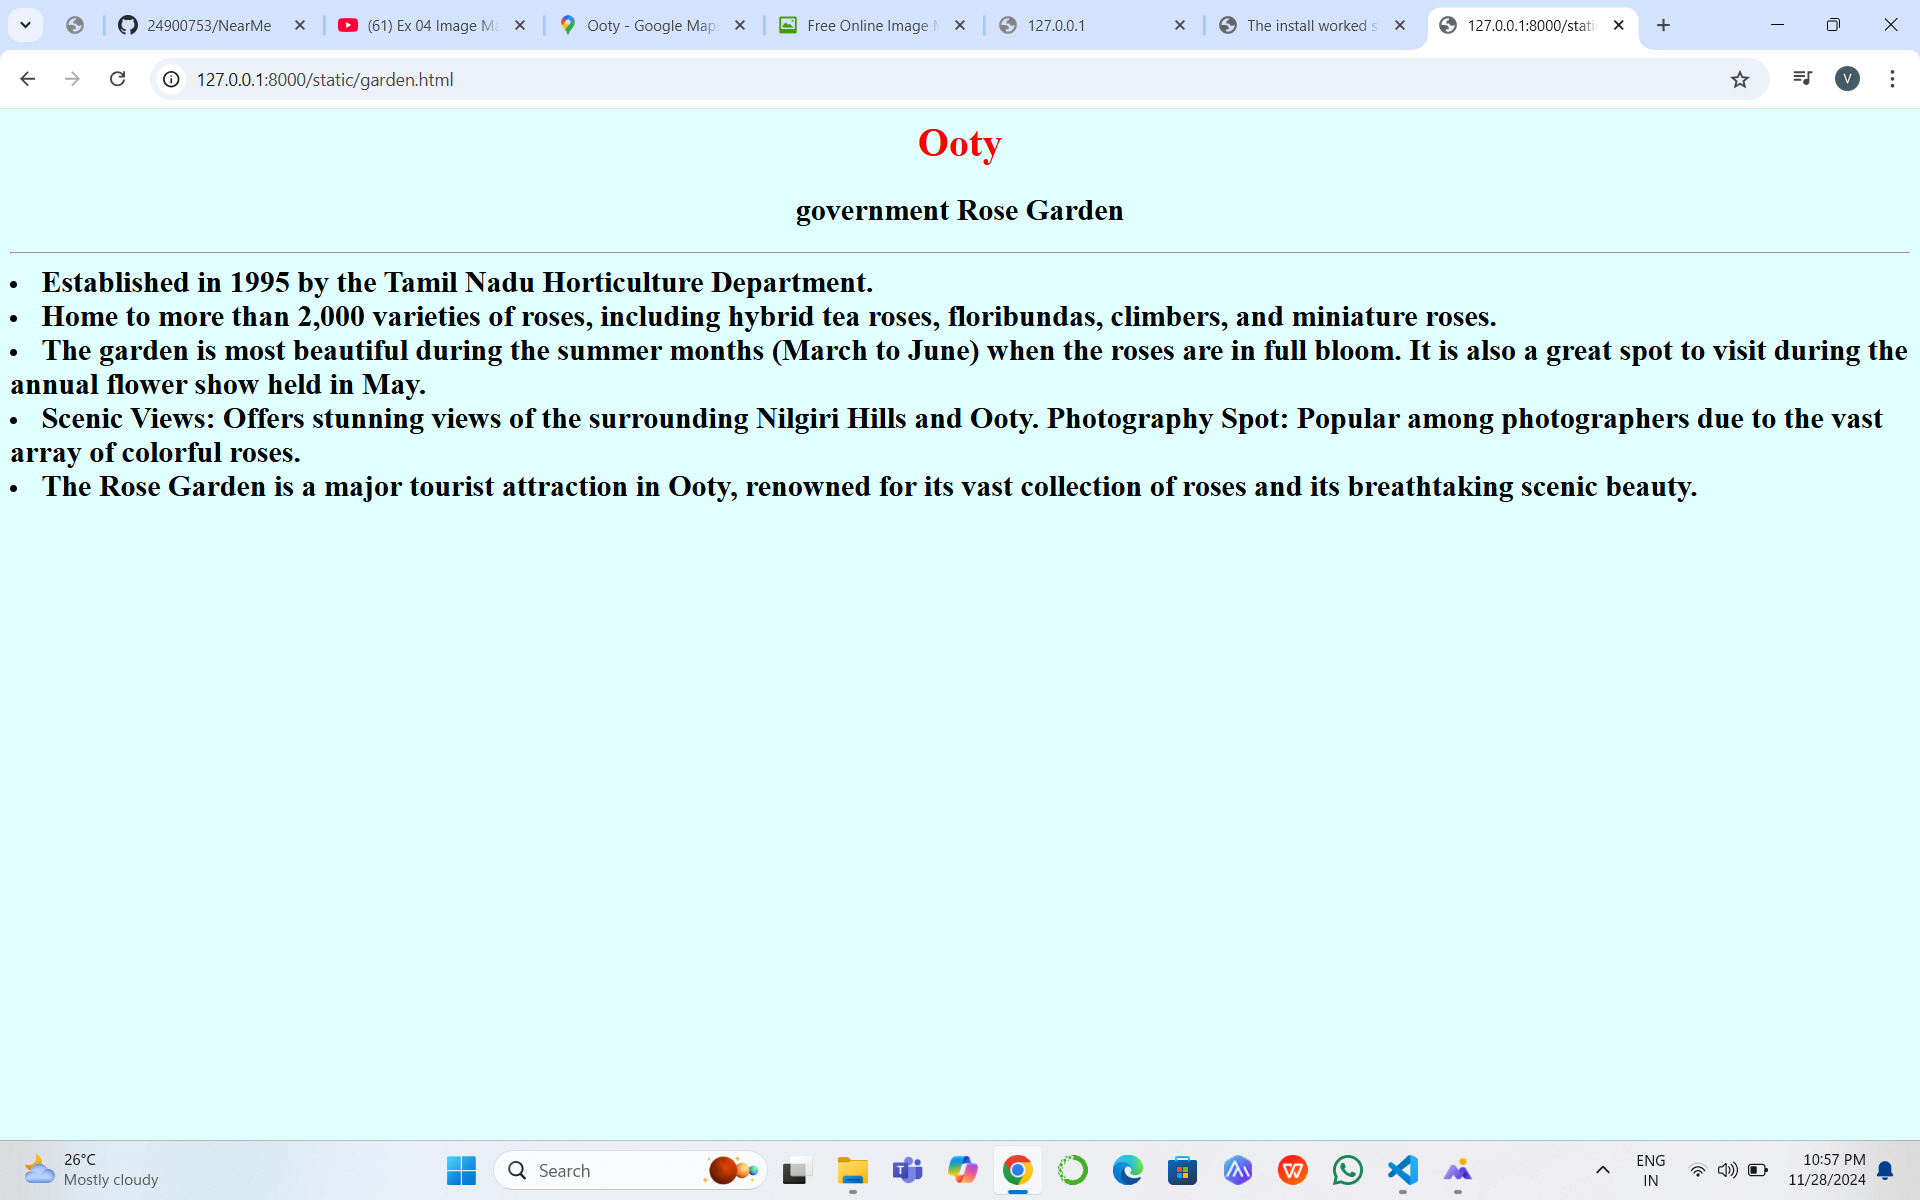 24900753/NearMe
(61) Ex 04 Image Ma
Ooty - Google Maps
Free Online Image M
127.0.0.1
The install worked s
127.0.0.1:8000/stati
127.0.0.1:8000/static/garden.html
V
Ooty
government Rose Garden
• Established in 1995 by the Tamil Nadu Horticulture Department.
• Home to more than 2,000 varieties of roses, including hybrid tea roses, floribundas, climbers, and miniature roses.
• The garden is most beautiful during the summer months (March to June) when the roses are in full bloom. It is also a great spot to visit during the
annual flower show held in May.
• Scenic Views: Offers stunning views of the surrounding Nilgiri Hills and Ooty. Photography Spot: Popular among photographers due to the vast
array of colorful roses.
• The Rose Garden is a major tourist attraction in Ooty, renowned for its vast collection of roses and its breathtaking scenic beauty.
26°C
Mostly cloudy
Search
ENG
IN
10:57 PM
11/28/2024